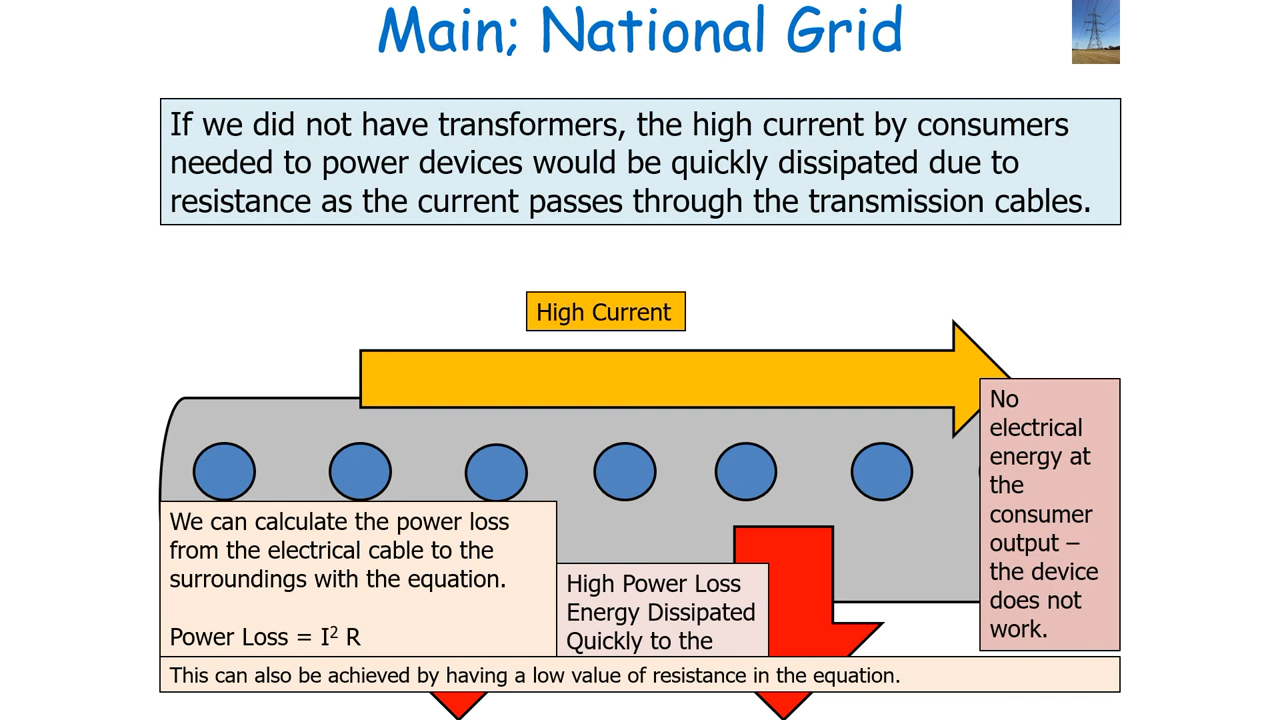 Main; National Grid
If we did not have transformers, the high current by consumers
needed to power devices would be quickly dissipated due to
resistance as the current passes through the transmission cables.
High Current
No
electrical
energy at
the
consumer
output –
the device
does not
work.
We can calculate the power loss
from the electrical cable to the
surroundings with the equation.
Power Loss = I² R
High Power Loss
Energy Dissipated
Quickly to the
This can also be achieved by having a low value of resistance in the equation.